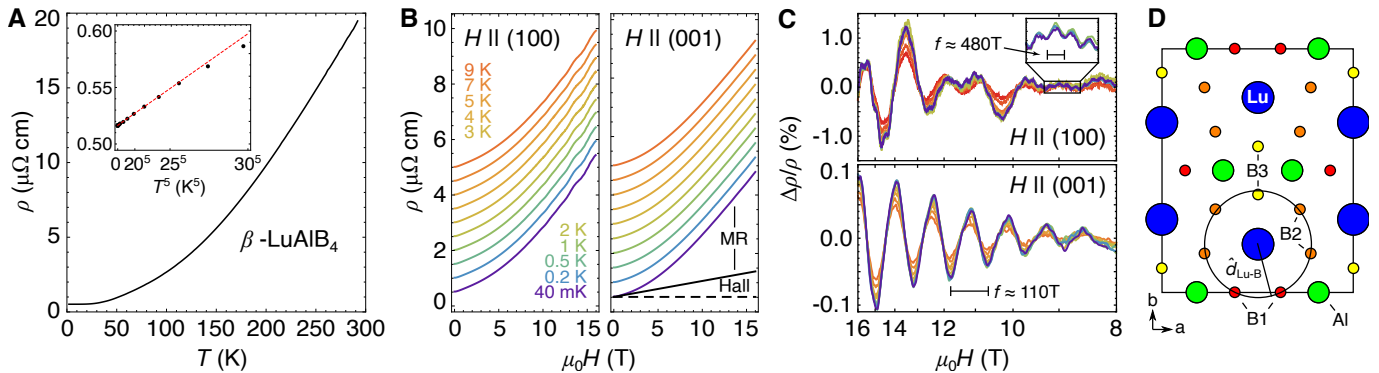 A
ρ (μΩ cm)
20
15
10
5
0
0.60
0.55
0.50
0 20⁵ 25⁵ 30⁵
T⁵ (K⁵)
β -LuAlB₄
0 50 100 150 200 250 300
T (K)
B
ρ (μΩ cm)
10
8
6
4
2
0
H || (100)
9 K
7 K
5 K
4 K
3 K
2 K
1 K
0.5 K
0.2 K
40 mK
H || (001)
MR
Hall
0 5 10 15 0 5 10 15
μ₀H (T)
C
Δρ/ρ (%)
1.0
0.0
-1.0
f ≈ 480T
H || (100)
0.1
0.0
-0.1
H || (001)
f ≈ 110T
16 14 12 10 8
μ₀H (T)
D
Lu
B3
B2
d̂Lu-B
B1
Al
b
a